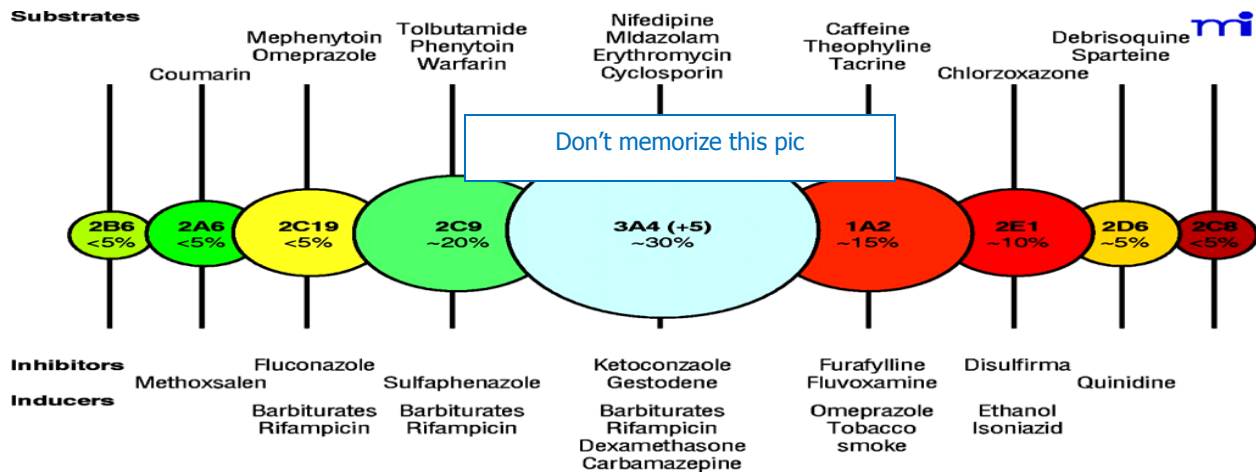 Substrates
mi
Coumarin
Mephenytoin
Omeprazole
Tolbutamide
Phenytoin
Warfarin
Nifedipine
MIdazolam
Erythromycin
Cyclosporin
Caffeine
Theophyline
Tacrine
Chlorzoxazone
Debrisoquine
Sparteine
Don’t memorize this pic
2B6
<5%
2A6
<5%
2C19
<5%
2C9
~20%
3A4 (+5)
~30%
1A2
~15%
2E1
~10%
2D6
~5%
2C8
<5%
Inhibitors
Methoxsalen
Fluconazole
Sulfaphenazole
Ketoconzaole
Gestodene
Furafylline
Fluvoxamine
Disulfirma
Quinidine
Inducers
Barbiturates
Rifampicin
Barbiturates
Rifampicin
Barbiturates
Rifampicin
Dexamethasone
Carbamazepine
Omeprazole
Tobacco
smoke
Ethanol
Isoniazid